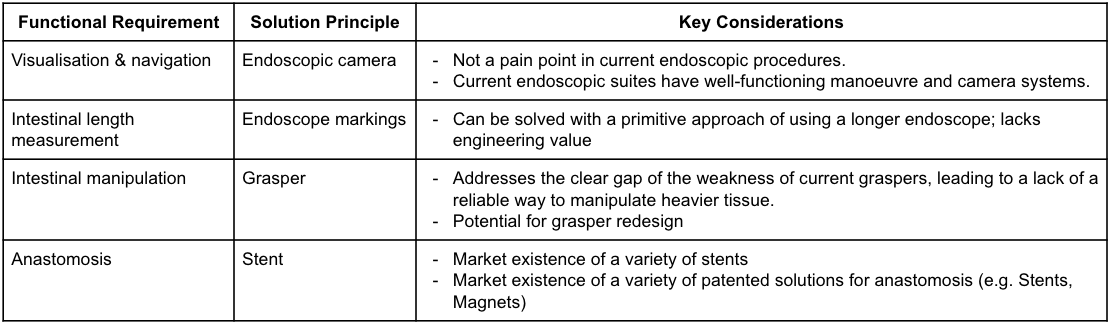 Functional Requirement
Solution Principle
Key Considerations
Visualisation & navigation
Endoscopic camera
- Not a pain point in current endoscopic procedures.
- Current endoscopic suites have well-functioning manoeuvre and camera systems.
Intestinal length
measurement
Endoscope markings
- Can be solved with a primitive approach of using a longer endoscope; lacks
engineering value
Intestinal manipulation
Grasper
- Addresses the clear gap of the weakness of current graspers, leading to a lack of a
reliable way to manipulate heavier tissue.
- Potential for grasper redesign
Anastomosis
Stent
- Market existence of a variety of stents
- Market existence of a variety of patented solutions for anastomosis (e.g. Stents,
Magnets)